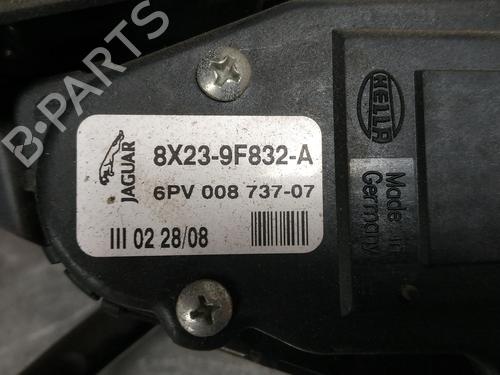 B-PARTS
JAGUAR
8X23-9F832-A
6PV 008 737-07
III 02 28/08
HELLA
Made in
Germany